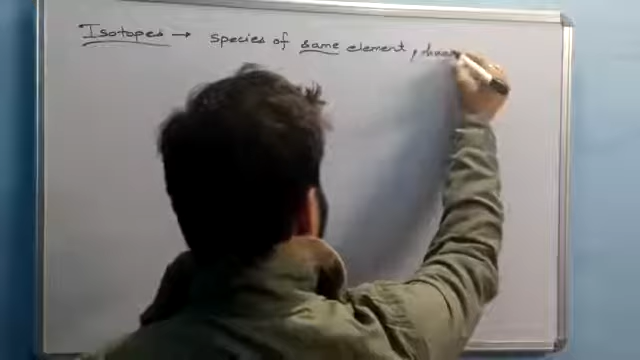 Isotopes → species of same element,